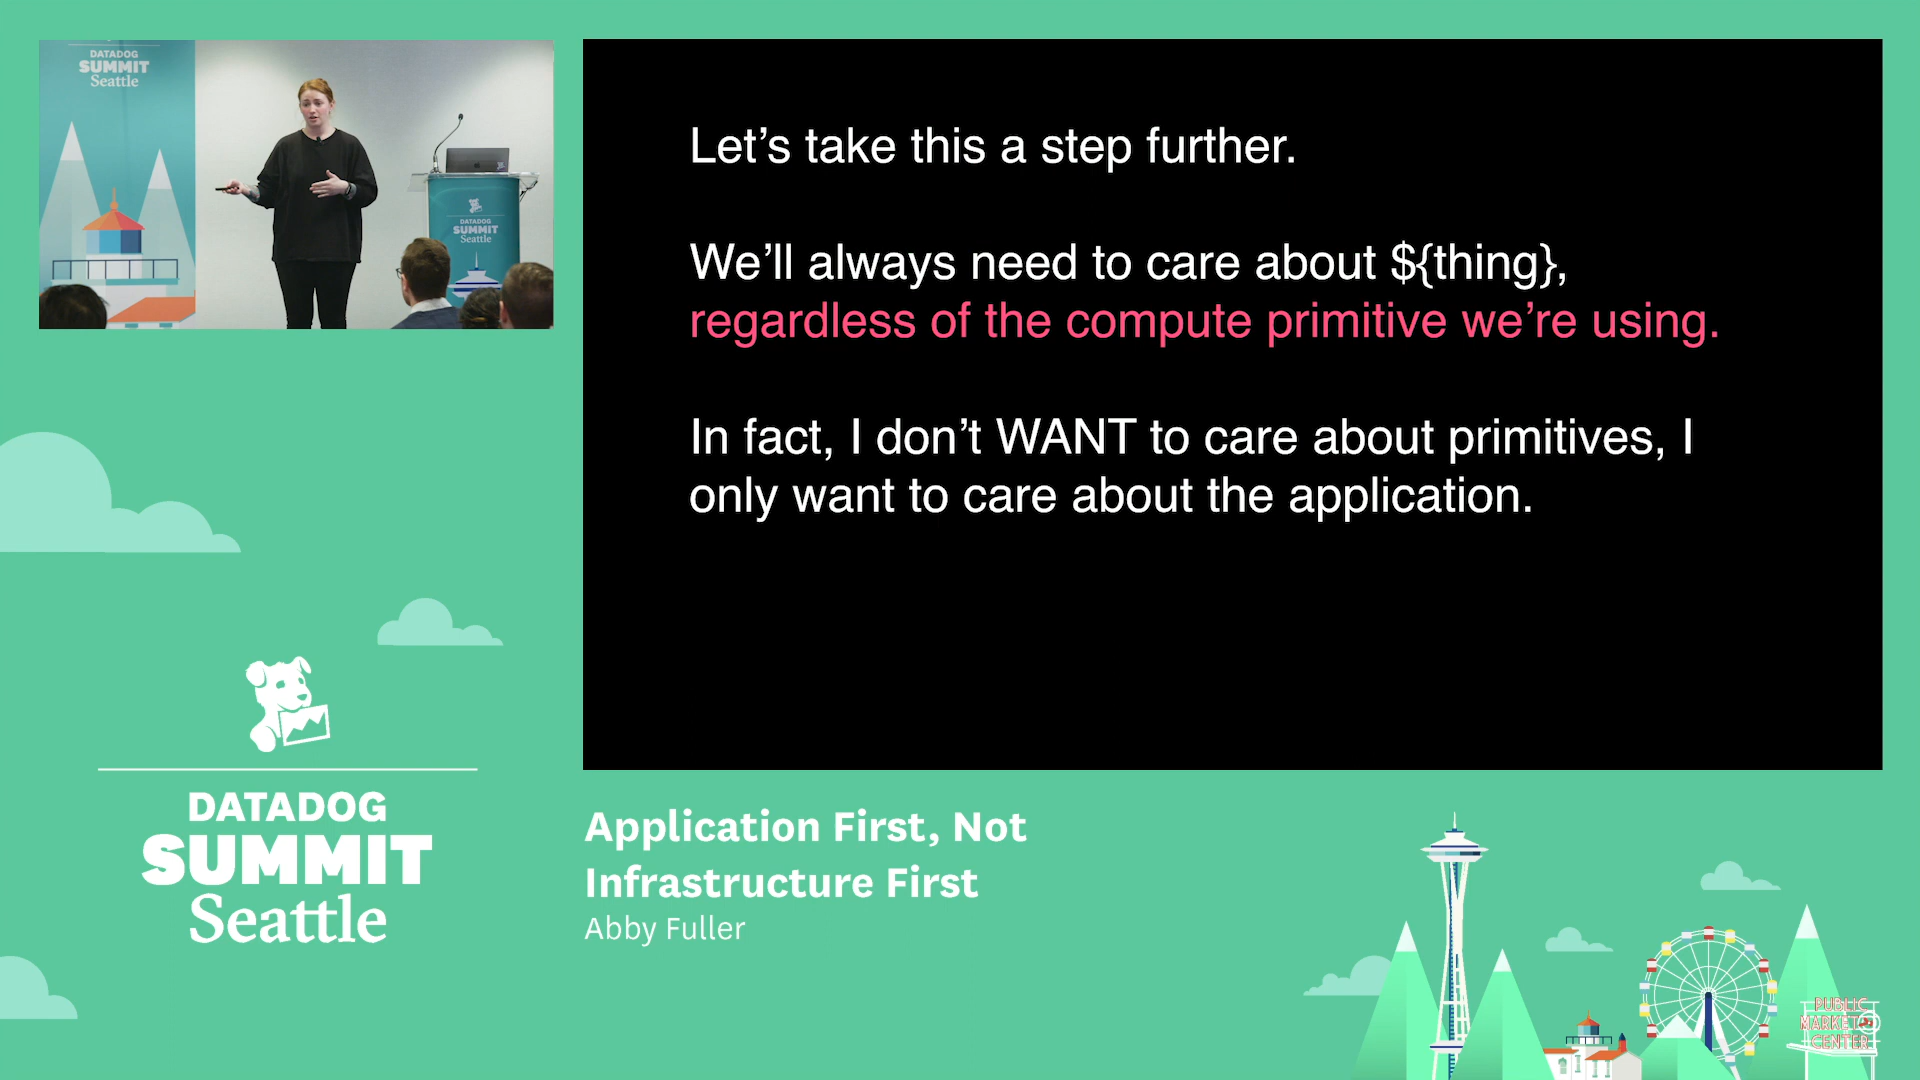 DATADOG
SUMMIT
Seattle
DATADOG
SUMMIT
Seattle
Let’s take this a step further.
We’ll always need to care about ${thing},
regardless of the compute primitive we’re using.
In fact, I don’t WANT to care about primitives, I
only want to care about the application.
DATADOG
SUMMIT
Seattle
Application First, Not
Infrastructure First
Abby Fuller
PUBLIC
MARKET
CENTER